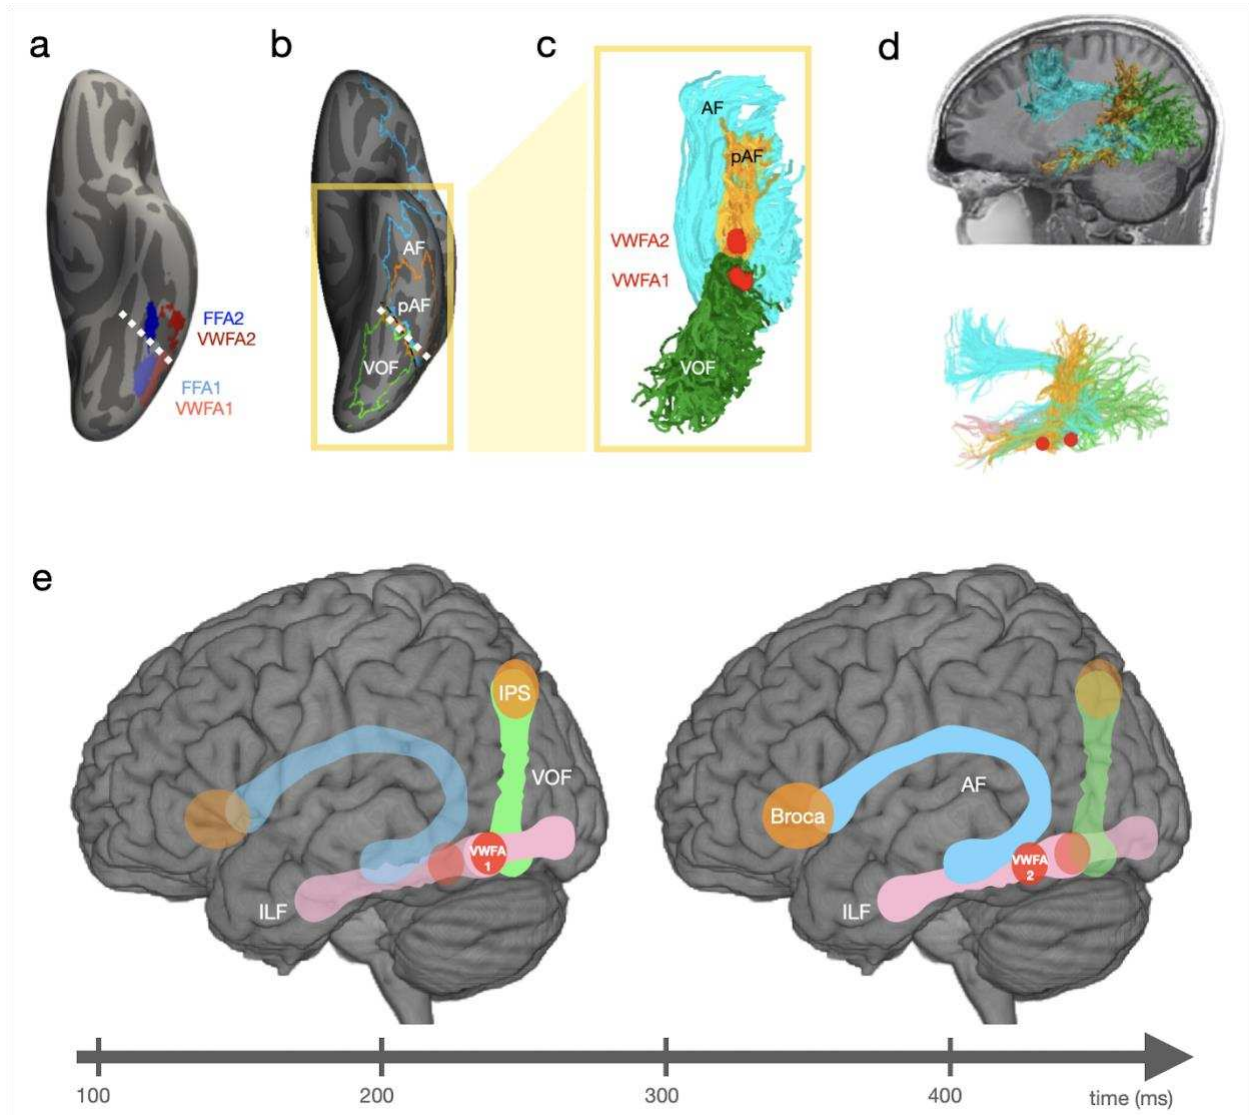 a
b
c
d
FFA2
VWFA2
FFA1
VWFA1
AF
pAF
VOF
AF
pAF
VWFA2
VWFA1
VOF
e
IPS
VOF
VWFA
1
ILF
Broca
AF
VWFA
2
ILF
100
200
300
400
time (ms)